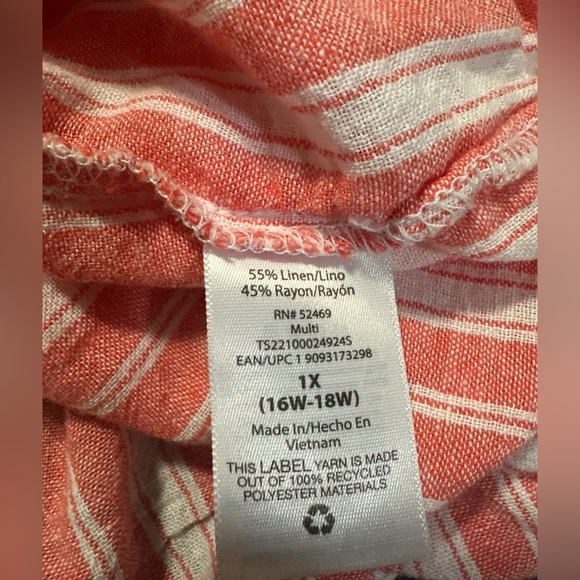 55% Linen/Lino
45% Rayon/Rayón
RN# 52469
Multi
TS22100024924S
EAN/UPC 1 9093173298
1X
(16W-18W)
Made In/Hecho En
Vietnam
THIS LABEL YARN IS MADE
OUT OF 100% RECYCLED
POLYESTER MATERIALS